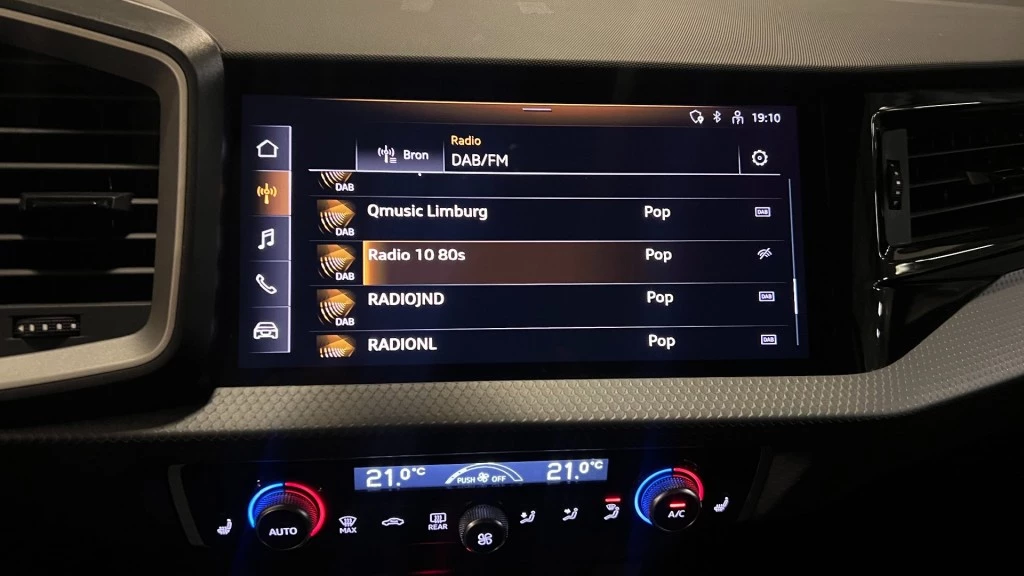 19:10
Radio
Bron DAB/FM
DAB
Qmusic Limburg Pop DAB
DAB
Radio 10 80s Pop
DAB
RADIOJND Pop DAB
DAB
RADIONL Pop DAB
21.0°C PUSH OFF 21.0°C
AUTO MAX REAR A/C